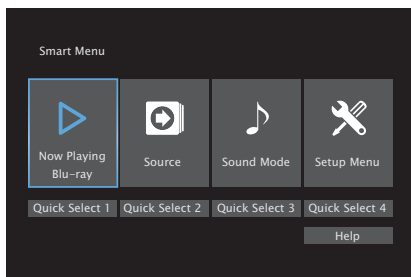 Smart Menu
Now Playing
Blu-ray
Source
Sound Mode
Setup Menu
Quick Select 1
Quick Select 2
Quick Select 3
Quick Select 4
Help